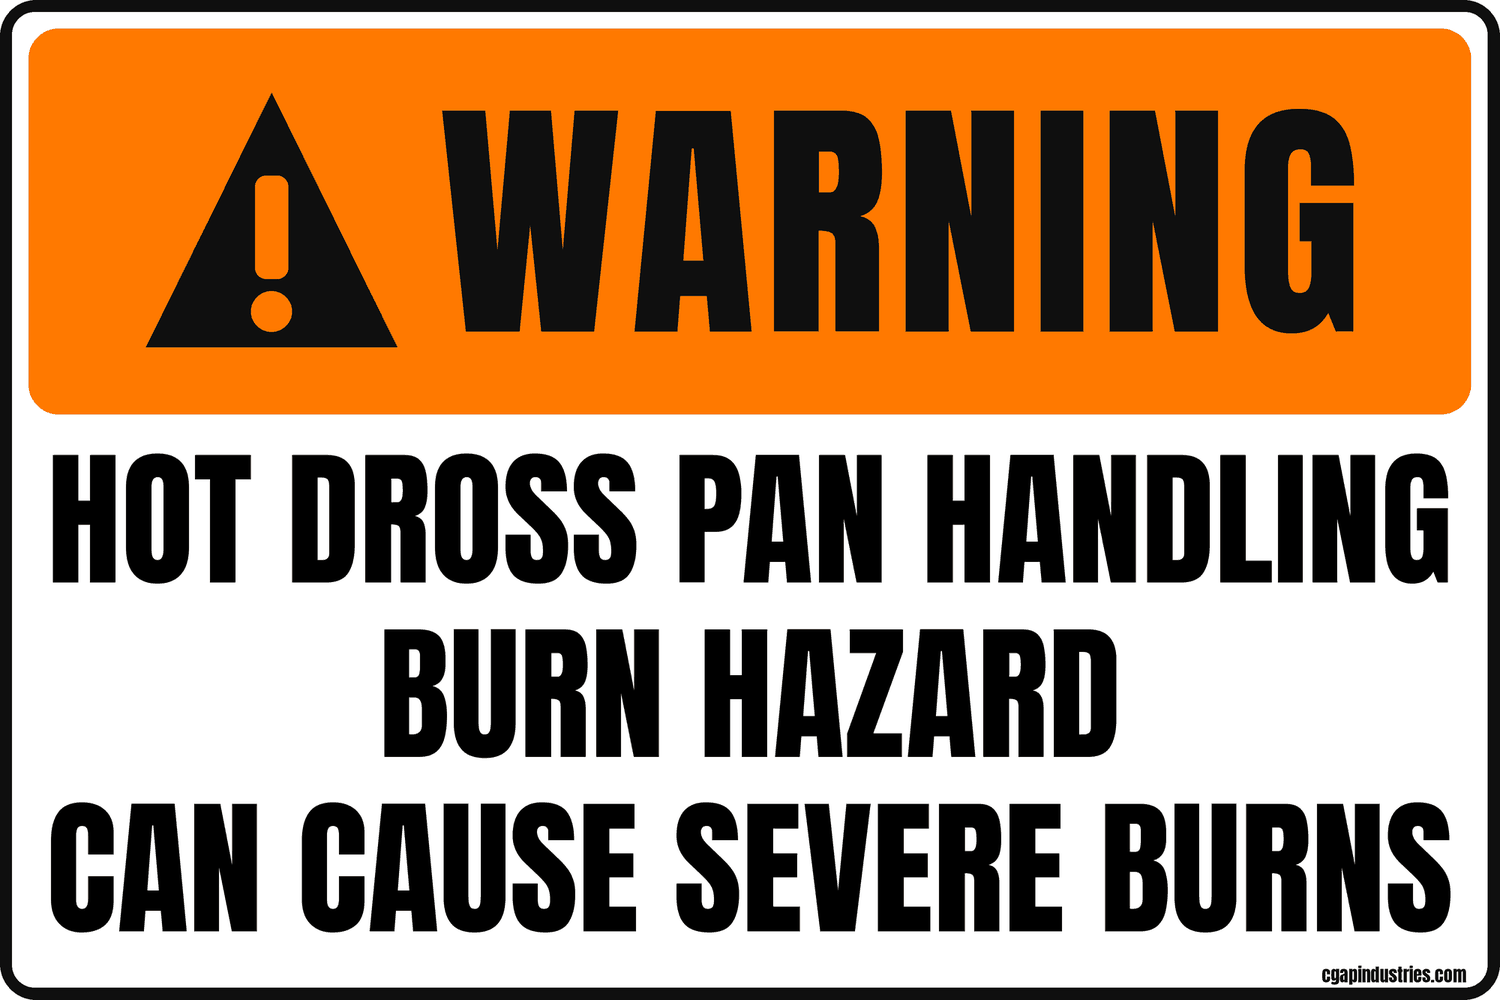 WARNING
HOT DROSS PAN HANDLING
BURN HAZARD
CAN CAUSE SEVERE BURNS
cgapindustries.com